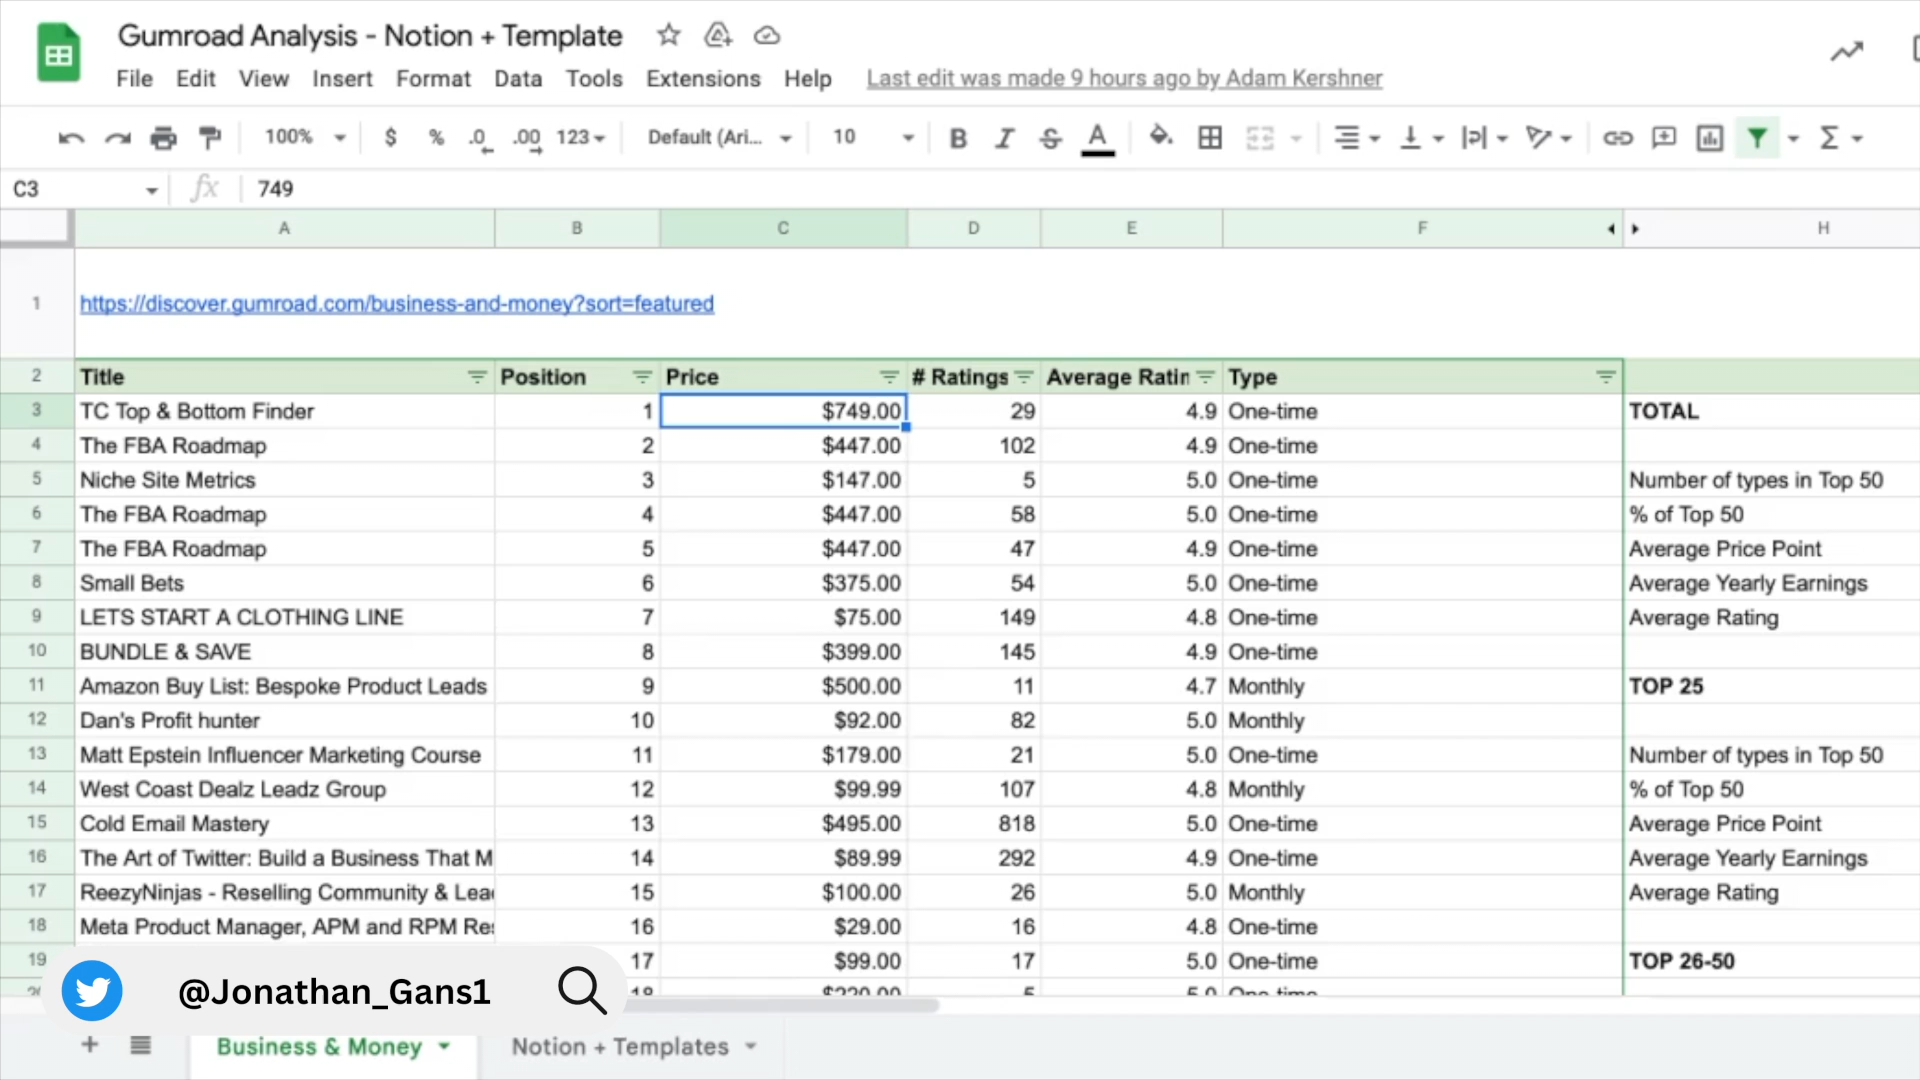 Gumroad Analysis - Notion + Template
File Edit View Insert Format Data Tools Extensions Help Last edit was made 9 hours ago by Adam Kershner
100% $ % .0 .00 123 Default (Ari... 10 B I S A Σ
C3 fx 749
A B C D E F H
1 https://discover.gumroad.com/business-and-money?sort=featured
2 Title Position Price # Ratings Average Ratin Type
3 TC Top & Bottom Finder 1 $749.00 29 4.9 One-time TOTAL
4 The FBA Roadmap 2 $447.00 102 4.9 One-time
5 Niche Site Metrics 3 $147.00 5 5.0 One-time Number of types in Top 50
6 The FBA Roadmap 4 $447.00 58 5.0 One-time % of Top 50
7 The FBA Roadmap 5 $447.00 47 4.9 One-time Average Price Point
8 Small Bets 6 $375.00 54 5.0 One-time Average Yearly Earnings
9 LETS START A CLOTHING LINE 7 $75.00 149 4.8 One-time Average Rating
10 BUNDLE & SAVE 8 $399.00 145 4.9 One-time
11 Amazon Buy List: Bespoke Product Leads 9 $500.00 11 4.7 Monthly TOP 25
12 Dan's Profit hunter 10 $92.00 82 5.0 Monthly
13 Matt Epstein Influencer Marketing Course 11 $179.00 21 5.0 One-time Number of types in Top 50
14 West Coast Dealz Leadz Group 12 $99.99 107 4.8 Monthly % of Top 50
15 Cold Email Mastery 13 $495.00 818 5.0 One-time Average Price Point
16 The Art of Twitter: Build a Business That M 14 $89.99 292 4.9 One-time Average Yearly Earnings
17 ReezyNinjas - Reselling Community & Lea 15 $100.00 26 5.0 Monthly Average Rating
18 Meta Product Manager, APM and RPM Re 16 $29.00 16 4.8 One-time
19 17 $99.00 17 5.0 One-time TOP 26-50
18 5 5.0 One-time
@Jonathan_Gans1
Business & Money Notion + Templates